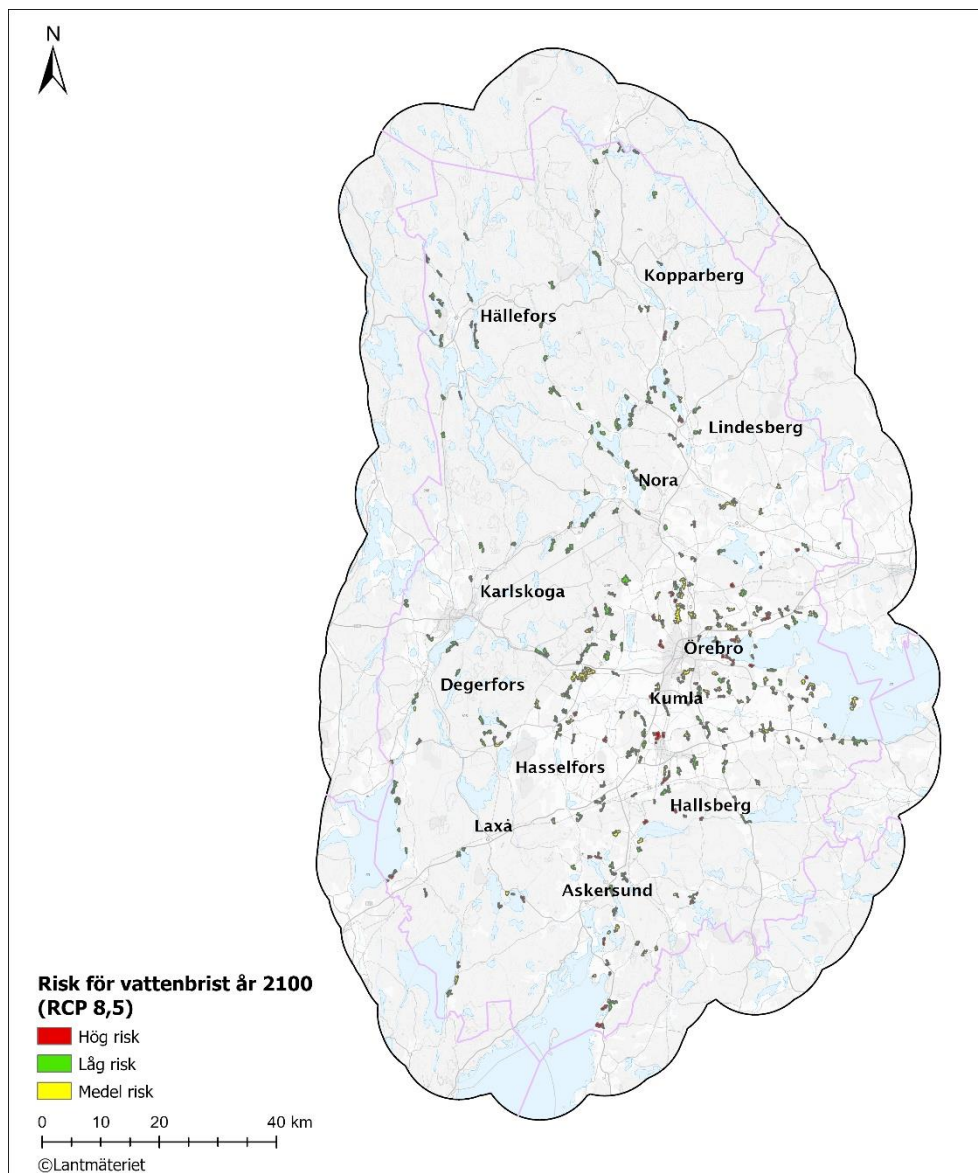 N
Kopparberg
Hällefors
Lindesberg
Nora
Karlskoga
Örebro
Degerfors
Kumla
Hasselfors
Hallsberg
Laxå
Askersund
Risk för vattenbrist år 2100
(RCP 8,5)
Hög risk
Låg risk
Medel risk
0 10 20 40 km
©Lantmäteriet